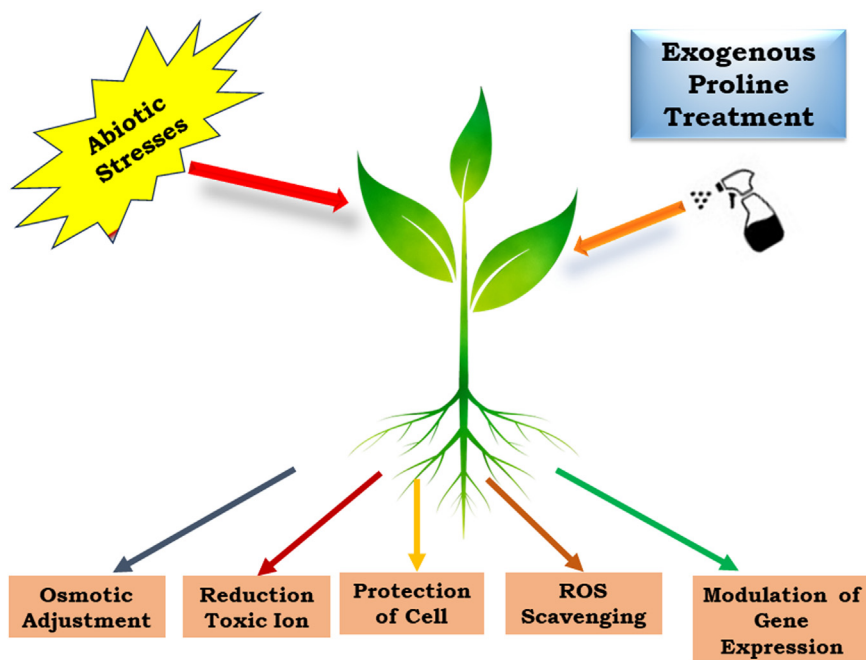 Abiotic
Stresses
Exogenous
Proline
Treatment
Osmotic
Adjustment
Reduction
Toxic Ion
Protection
of Cell
ROS
Scavenging
Modulation of
Gene
Expression